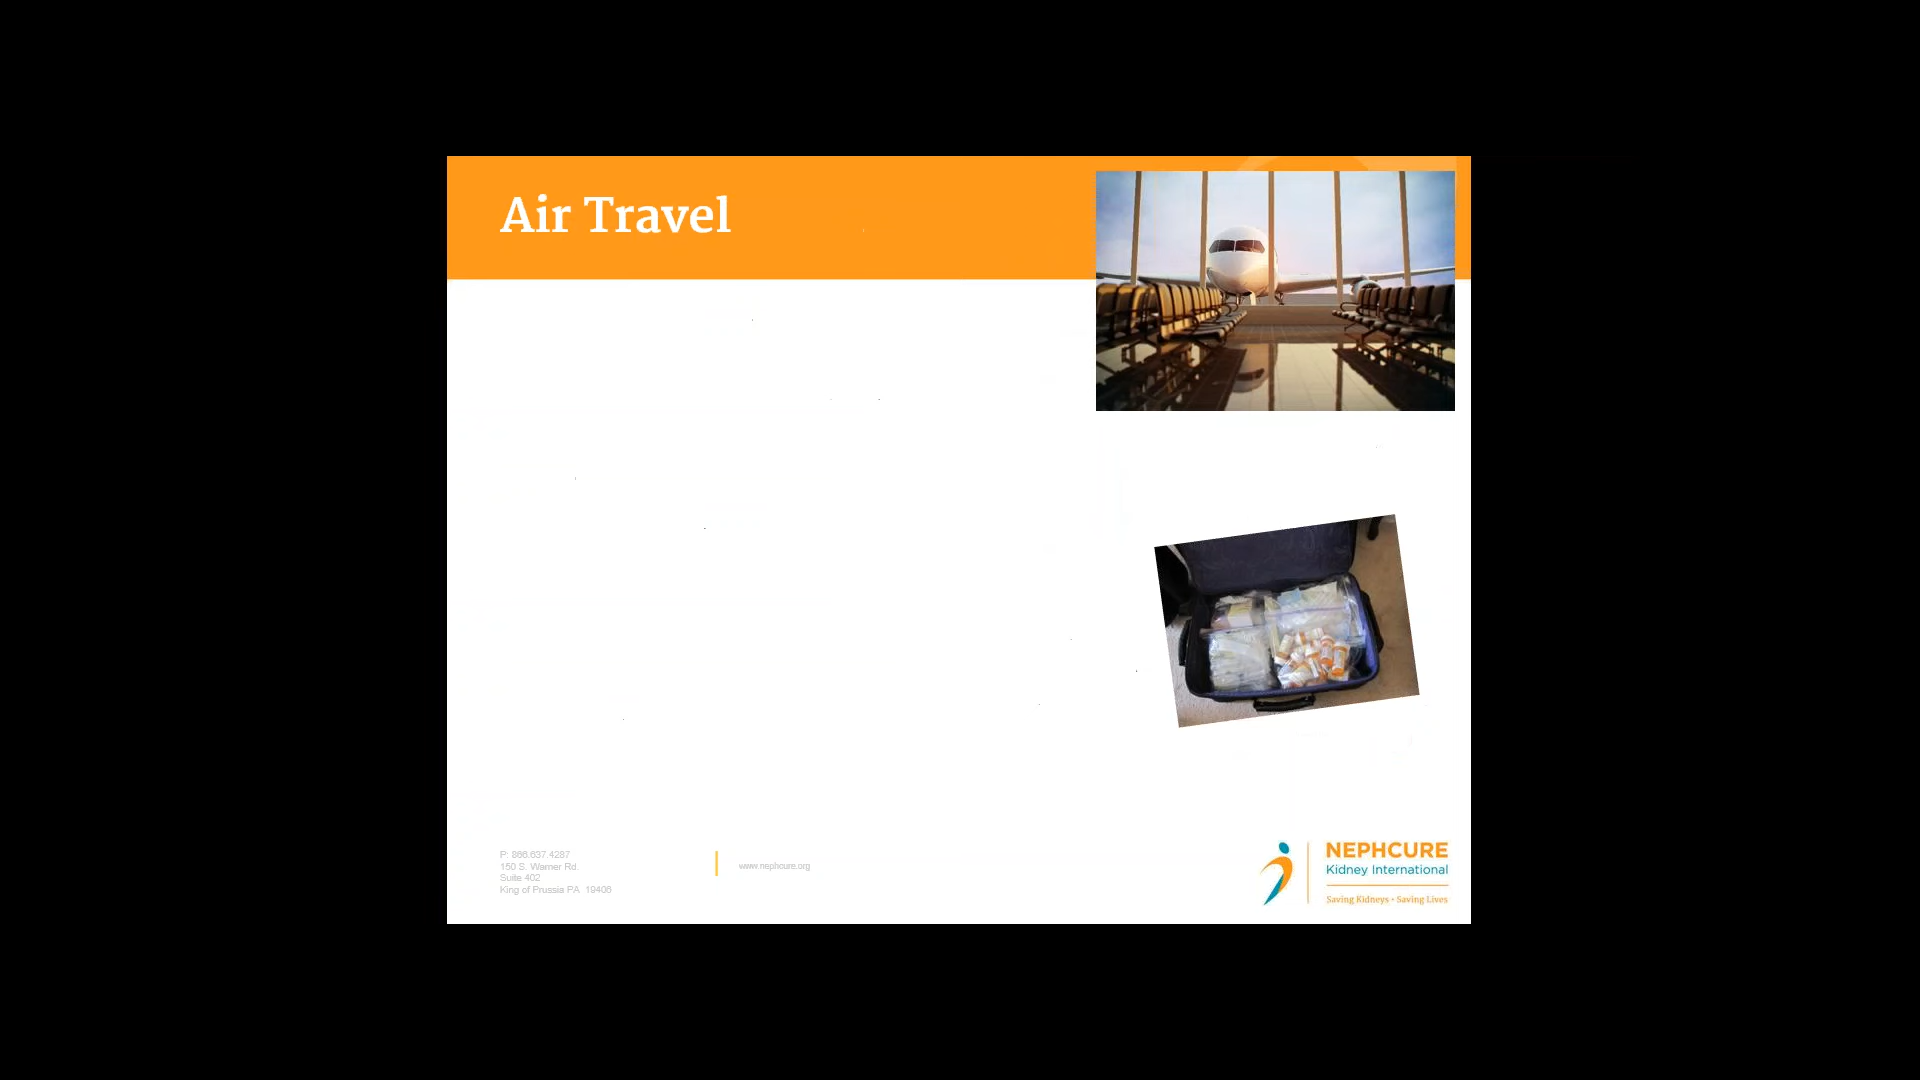 Air Travel
P: 866.637.4287
150 S. Warner Rd.
Suite 402
King of Prussia PA. 19406
www.nephcure.org
NEPHCURE
Kidney International
Saving Kidneys • Saving Lives